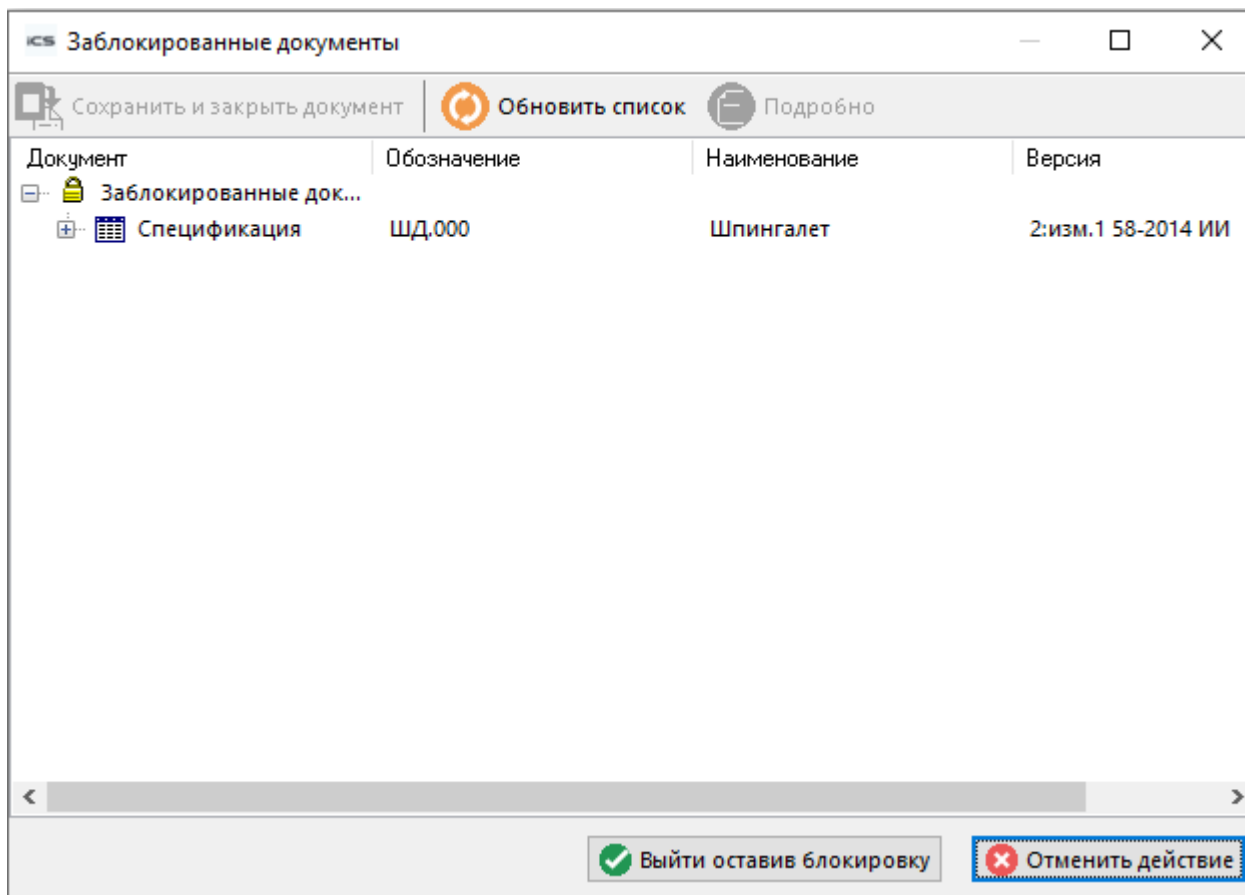 iCS Заблокированные документы
Сохранить и закрыть документ Обновить список Подробно
Документ Обозначение Наименование Версия
Заблокированные док...
Спецификация ШД.000 Шпингалет 2:изм.1 58-2014 ИИ
Выйти оставив блокировку Отменить действие